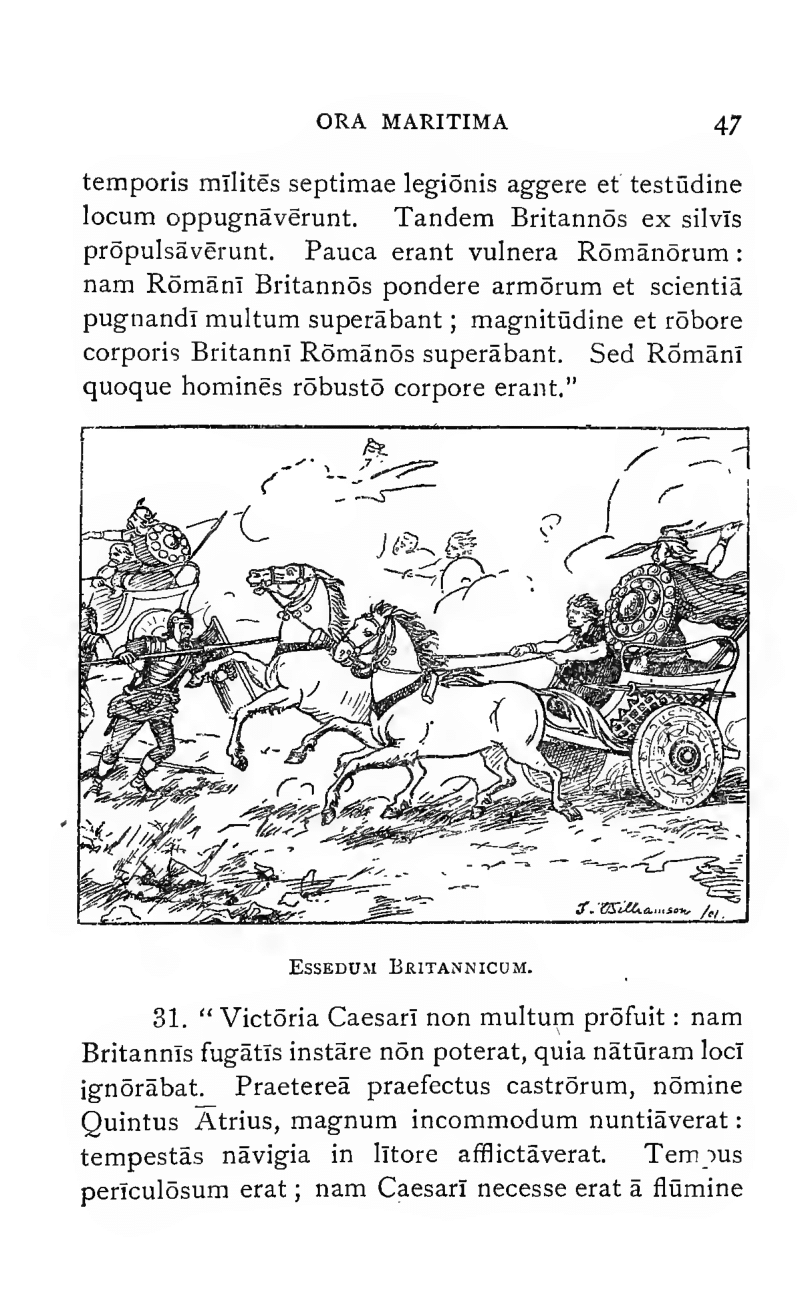 ORA MARITIMA 47
temporis mīlitēs septimae legiōnis aggere et testūdine
locum oppugnāvērunt. Tandem Britannōs ex silvīs
prōpulsāvērunt. Pauca erant vulnera Rōmānōrum :
nam Rōmānī Britannōs pondere armōrum et scientiā
pugnandī multum superābant ; magnitūdine et rōbore
corporis Britannī Rōmānōs superābant. Sed Rōmānī
quoque hominēs rōbustō corpore erant.”
J. Williamson /01.
ESSEDUM BRITANNICUM.
31. “ Victōria Caesarī non multum prōfuit : nam
Britannīs fugātīs instāre nōn poterat, quia nātūram locī
ignōrābat. Praetereā praefectus castrōrum, nōmine
Quintus Ātrius, magnum incommodum nuntiāverat :
tempestās nāvigia in lītore afflictāverat. Tempus
perīculōsum erat ; nam Caesarī necesse erat ā flūmine